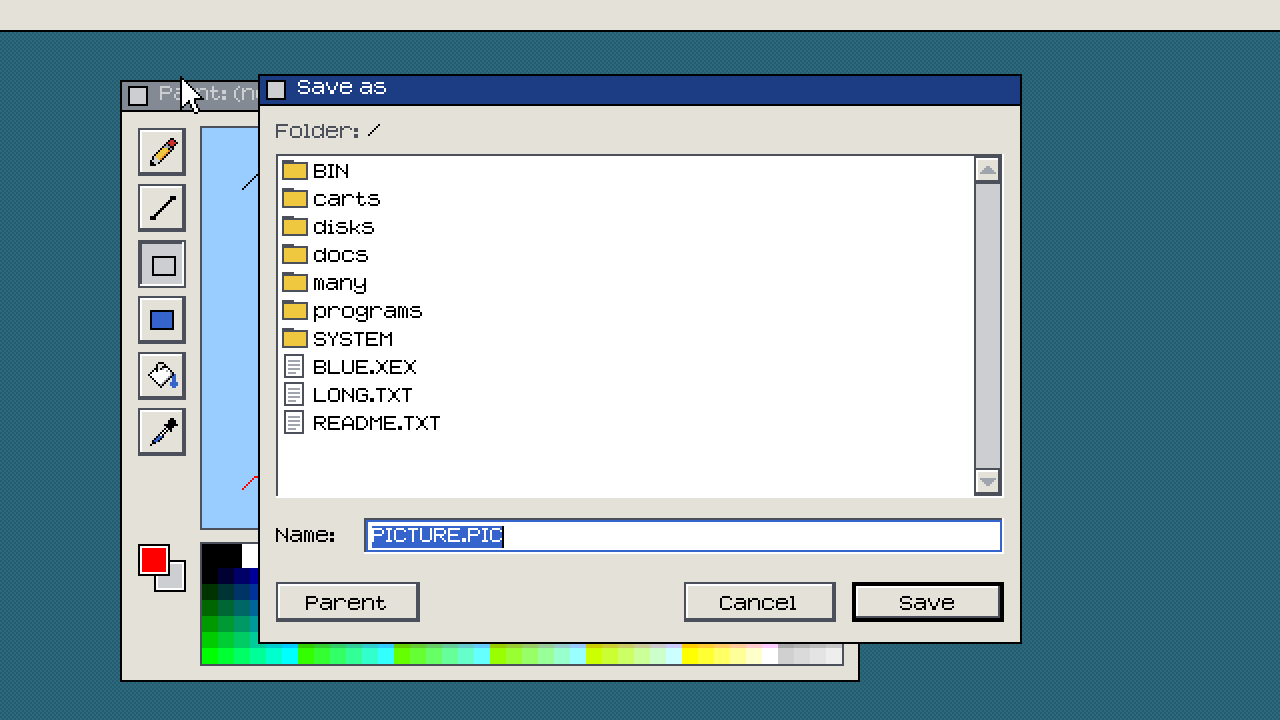 Paint: (n
Save as
Folder: /
BIN
carts
disks
docs
many
programs
SYSTEM
BLUE.XEX
LONG.TXT
README.TXT
Name: PICTURE.PIC
Parent Cancel Save